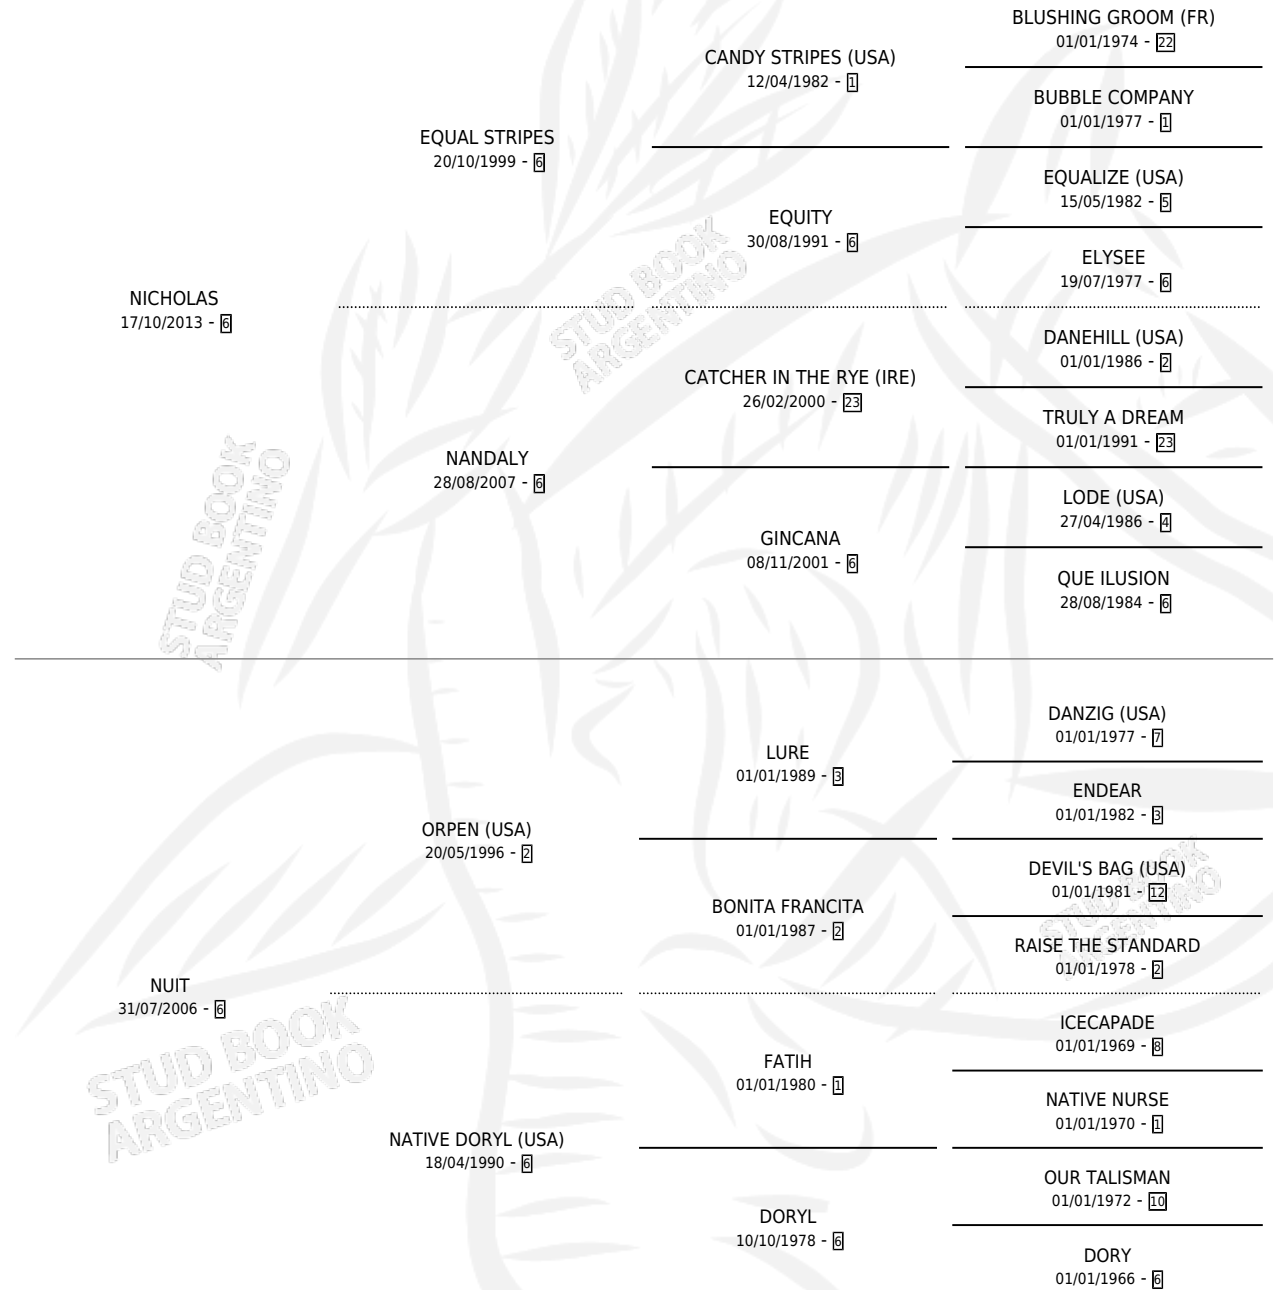 BLUSHING GROOM (FR)
01/01/1974 - 22
CANDY STRIPES (USA)
12/04/1982 - 1
BUBBLE COMPANY
01/01/1977 - 1
EQUAL STRIPES
20/10/1999 - 6
EQUALIZE (USA)
15/05/1982 - 5
EQUITY
30/08/1991 - 6
ELYSEE
19/07/1977 - 6
NICHOLAS
17/10/2013 - 6
DANEHILL (USA)
01/01/1986 - 2
CATCHER IN THE RYE (IRE)
26/02/2000 - 23
TRULY A DREAM
01/01/1991 - 23
NANDALY
28/08/2007 - 6
LODE (USA)
27/04/1986 - 4
GINCANA
08/11/2001 - 6
QUE ILUSION
28/08/1984 - 6
DANZIG (USA)
01/01/1977 - 7
LURE
01/01/1989 - 3
ENDEAR
01/01/1982 - 3
ORPEN (USA)
20/05/1996 - 2
DEVIL'S BAG (USA)
01/01/1981 - 12
BONITA FRANCITA
01/01/1987 - 2
RAISE THE STANDARD
01/01/1978 - 2
NUIT
31/07/2006 - 6
ICECAPADE
01/01/1969 - 8
FATIH
01/01/1980 - 1
NATIVE NURSE
01/01/1970 - 1
NATIVE DORYL (USA)
18/04/1990 - 6
OUR TALISMAN
01/01/1972 - 10
DORYL
10/10/1978 - 6
DORY
01/01/1966 - 6
STUD BOOK
ARGENTINO
STUD BOOK
ARGENTINO
STUD BOOK
ARGENTINO
STUD BOOK
ARGENTINO